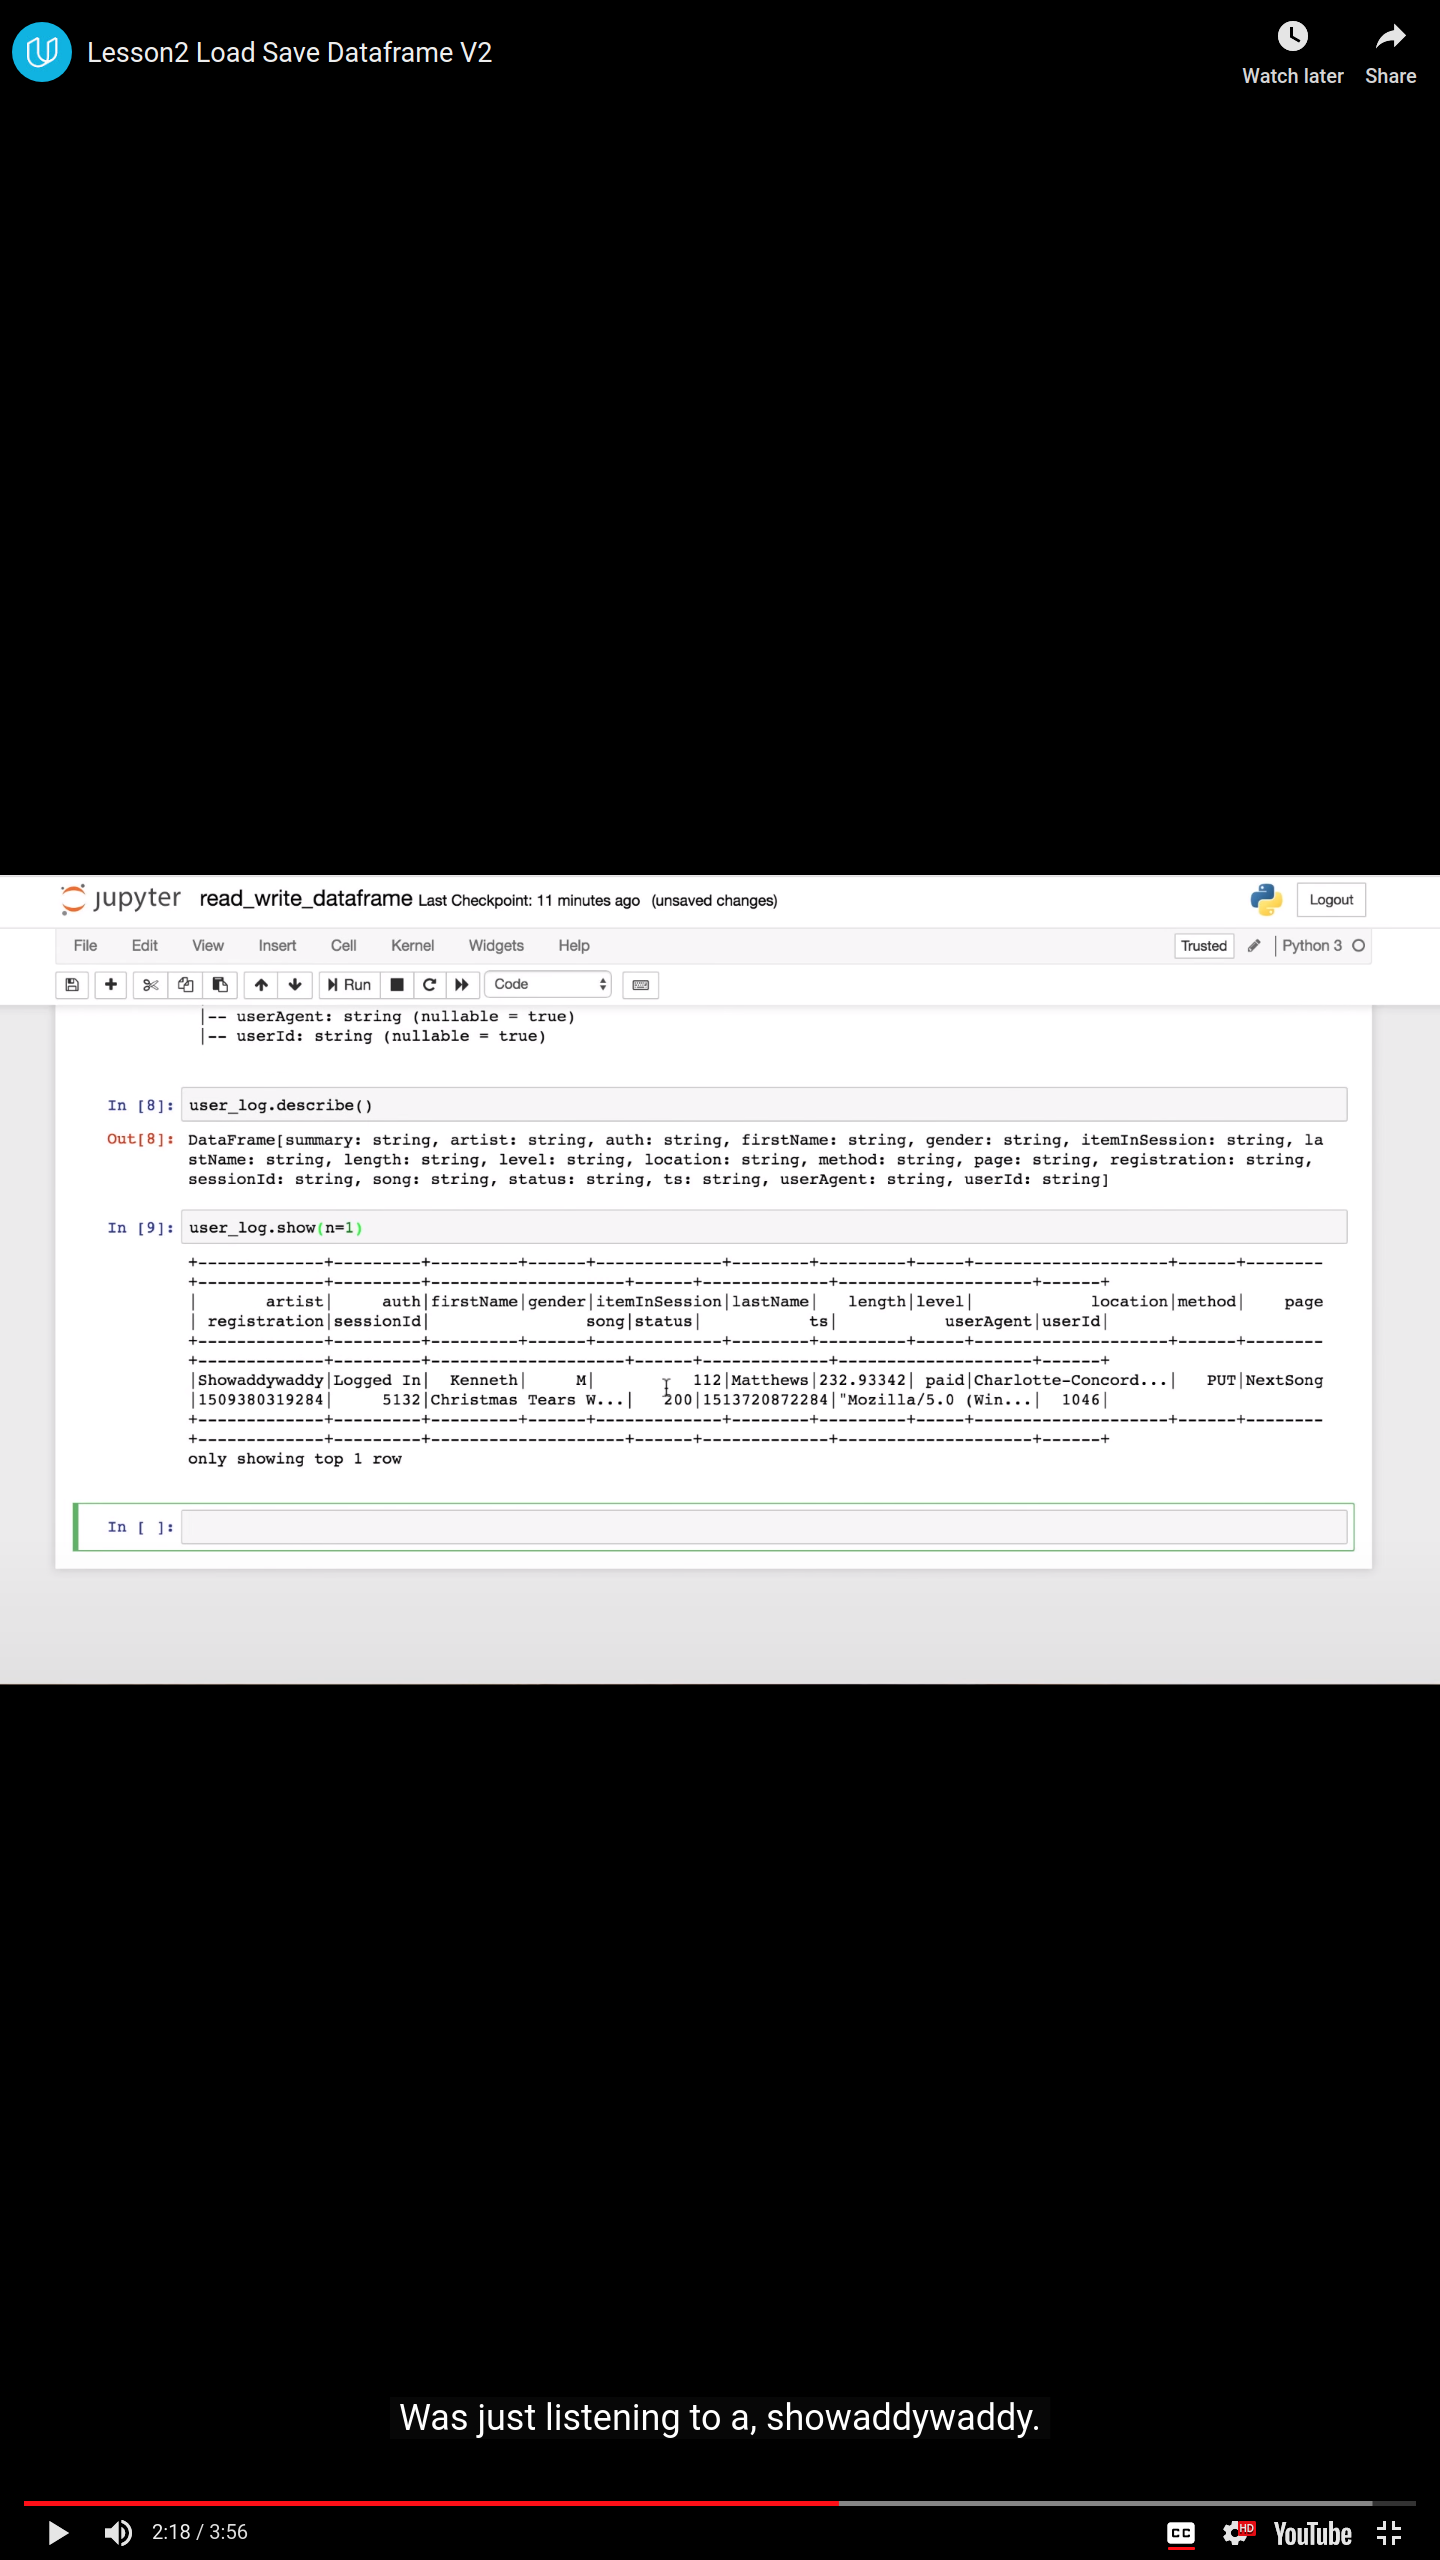 Lesson2 Load Save Dataframe V2
Watch later
Share
jupyter read_write_dataframe Last Checkpoint: 11 minutes ago (unsaved changes)
Logout
File Edit View Insert Cell Kernel Widgets Help
Trusted
Python 3
Run
Code
|-- userAgent: string (nullable = true)
|-- userId: string (nullable = true)
In [8]: user_log.describe()
Out[8]: DataFrame[summary: string, artist: string, auth: string, firstName: string, gender: string, itemInSession: string, la
stName: string, length: string, level: string, location: string, method: string, page: string, registration: string,
sessionId: string, song: string, status: string, ts: string, userAgent: string, userId: string]
In [9]: user_log.show(n=1)
+-------------+---------+---------+------+-------------+--------+---------+-----+--------------------+------+--------
+-------------+---------+--------------------+------+-------------+--------------------+------+
|       artist|     auth|firstName|gender|itemInSession|lastName|   length|level|            location|method|    page
| registration|sessionId|                song|status|           ts|           userAgent|userId|
+-------------+---------+---------+------+-------------+--------+---------+-----+--------------------+------+--------
+-------------+---------+--------------------+------+-------------+--------------------+------+
|Showaddywaddy|Logged In|  Kenneth|     M|          112|Matthews|232.93342| paid|Charlotte-Concord...|   PUT|NextSong
|1509380319284|     5132|Christmas Tears W...|   200|1513720872284|"Mozilla/5.0 (Win...|  1046|
+-------------+---------+---------+------+-------------+--------+---------+-----+--------------------+------+--------
+-------------+---------+--------------------+------+-------------+--------------------+------+
only showing top 1 row
In [ ]:
Was just listening to a, showaddywaddy.
2:18 / 3:56
CC
HD
YouTube